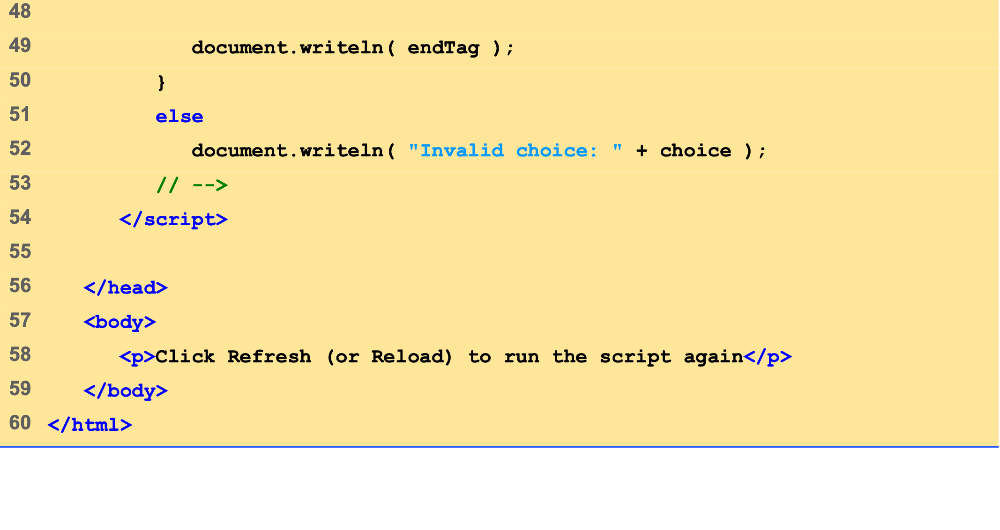 48
49 document.writeln( endTag );
50 }
51 else
52 document.writeln( "Invalid choice: " + choice );
53 // -->
54 </script>
55
56 </head>
57 <body>
58 <p>Click Refresh (or Reload) to run the script again</p>
59 </body>
60 </html>